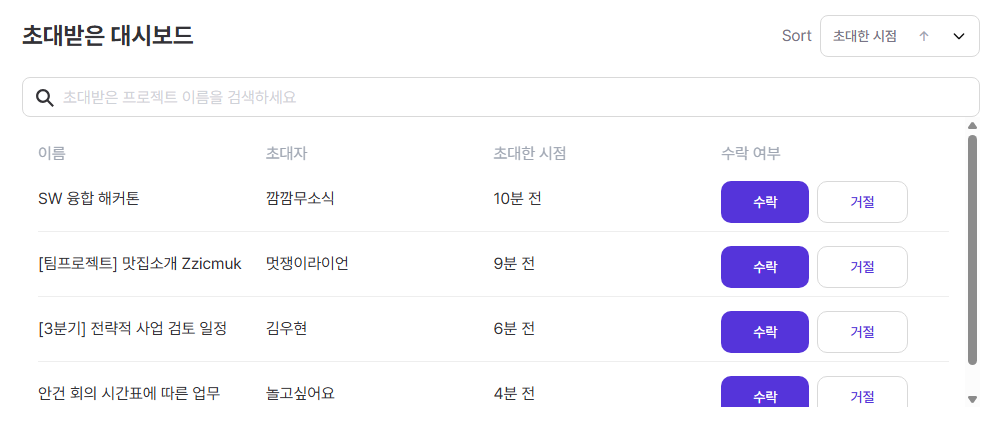 초대받은 대시보드
Sort 초대한 시점 ↑
초대받은 프로젝트 이름을 검색하세요
이름 초대자 초대한 시점 수락 여부
SW 융합 해커톤 깜깜무소식 10분 전 수락 거절
[팀프로젝트] 맛집소개 Zzicmuk 멋쟁이라이언 9분 전 수락 거절
[3분기] 전략적 사업 검토 일정 김우현 6분 전 수락 거절
안건 회의 시간표에 따른 업무 놀고싶어요 4분 전 수락 거절